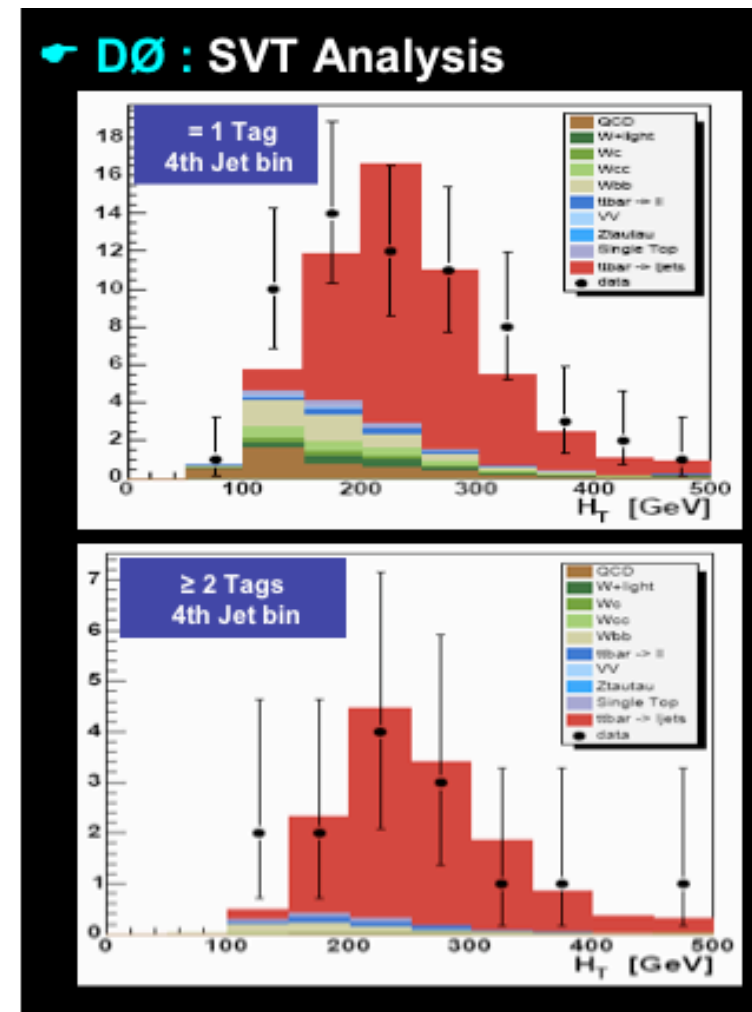 ☛ DØ : SVT Analysis
= 1 Tag
4th Jet bin
18
16
14
12
10
8
6
4
2
0
QCD
W+light
Wc
Wcc
Wbb
ttbar -> ll
VV
Ztautau
Single Top
ttbar -> ljets
data
0 100 200 300 400 500
H_T [GeV]
≥ 2 Tags
4th Jet bin
7
6
5
4
3
2
1
0
QCD
W+light
Wc
Wcc
Wbb
ttbar -> ll
VV
Ztautau
Single Top
ttbar -> ljets
data
0 100 200 300 400 500
H_T [GeV]